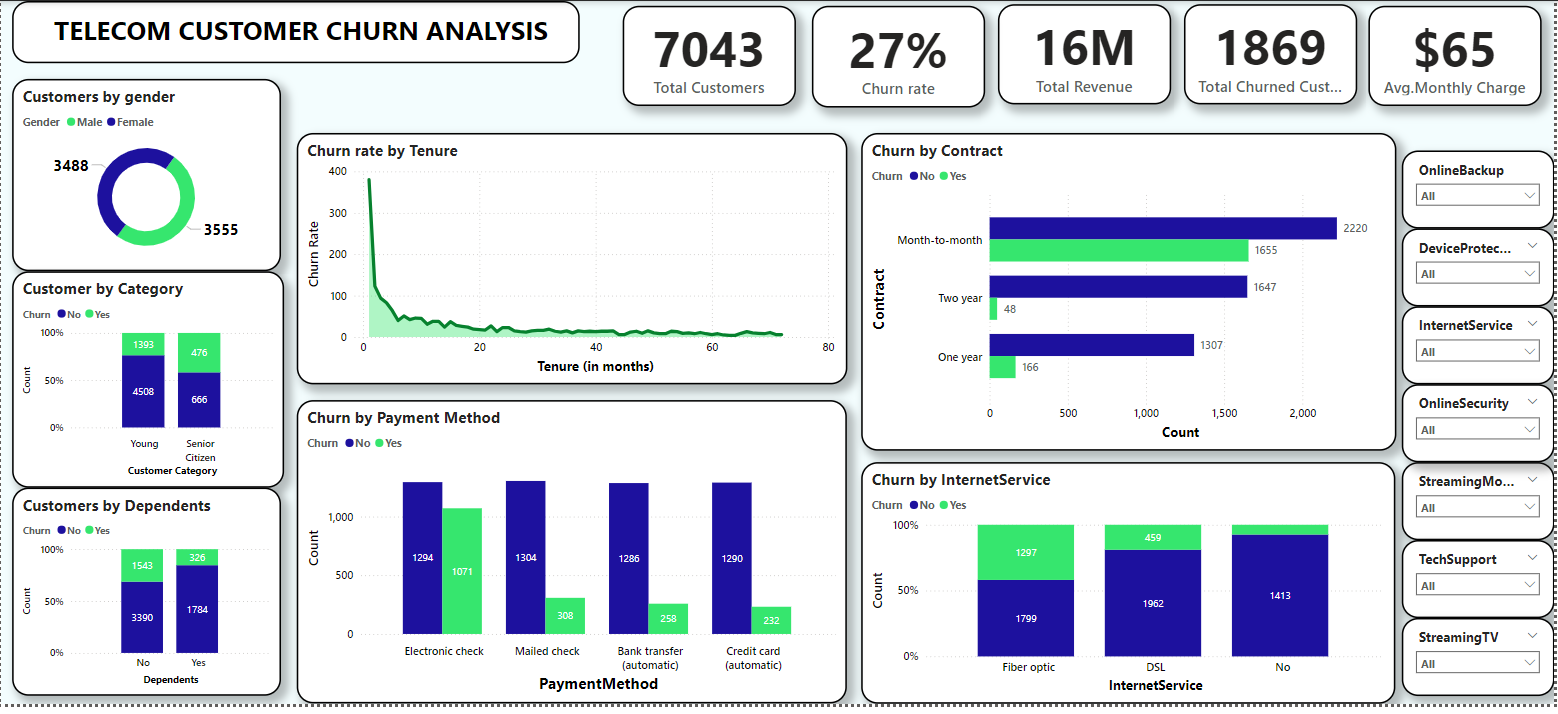 TELECOM CUSTOMER CHURN ANALYSIS
7043
Total Customers
27%
Churn rate
16M
Total Revenue
1869
Total Churned Cust...
$65
Avg.Monthly Charge
Customers by gender
Gender Male Female
3488
3555
Customer by Category
Churn No Yes
100%
50%
0%
Count
1393
4508
476
666
Young
Senior
Citizen
Customer Category
Customers by Dependents
Churn No Yes
100%
50%
0%
Count
1543
3390
326
1784
No
Yes
Dependents
Churn rate by Tenure
400
300
200
100
0
Churn Rate
0 20 40 60 80
Tenure (in months)
Churn by Payment Method
Churn No Yes
1,000
500
0
Count
1294
1071
1304
308
1286
258
1290
232
Electronic check
Mailed check
Bank transfer
(automatic)
Credit card
(automatic)
PaymentMethod
Churn by Contract
Churn No Yes
Contract
Month-to-month
2220
1655
Two year
1647
48
One year
1307
166
0 500 1,000 1,500 2,000
Count
Churn by InternetService
Churn No Yes
100%
50%
0%
Count
1297
1799
459
1962
1413
Fiber optic
DSL
No
InternetService
OnlineBackup
All
DeviceProtec...
All
InternetService
All
OnlineSecurity
All
StreamingMo...
All
TechSupport
All
StreamingTV
All